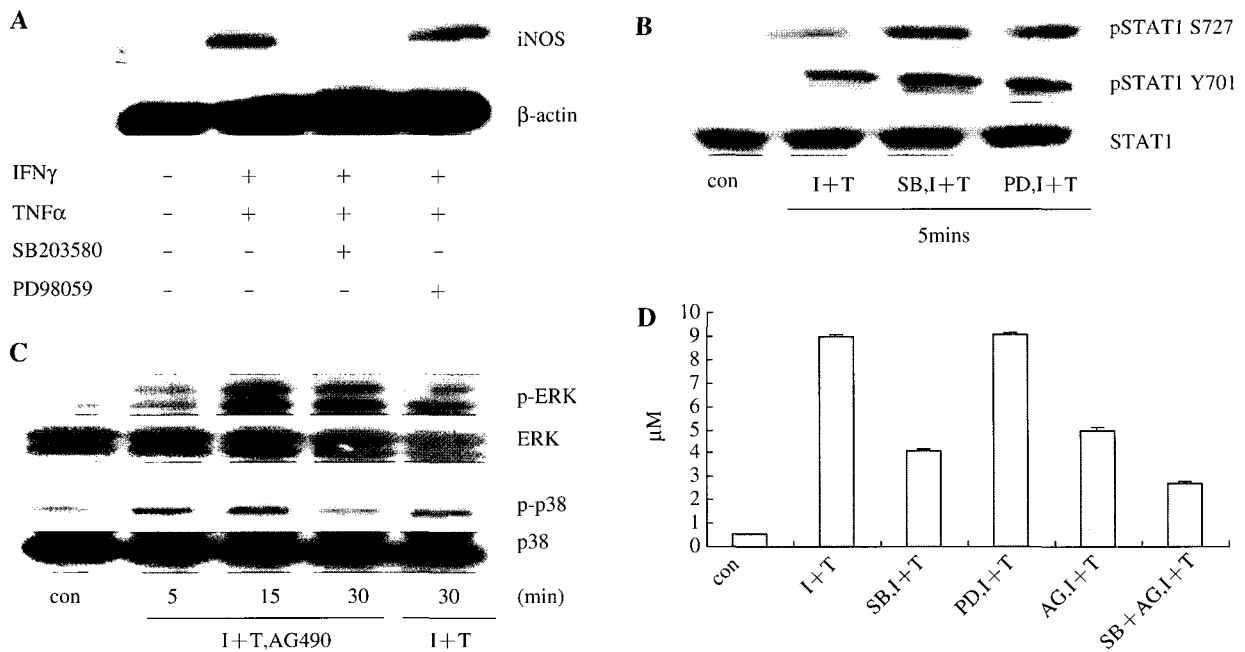 A
iNOS
β-actin
IFNγ - + + +
TNFα - + + +
SB203580 - - + -
PD98059 - - - +
B
pSTAT1 S727
pSTAT1 Y701
STAT1
con I+T SB,I+T PD,I+T
5mins
C
p-ERK
ERK
p-p38
p38
con 5 15 30 30 (min)
I+T,AG490 I+T
D
μM
10
9
8
7
6
5
4
3
2
1
0
con I+T SB,I+T PD,I+T AG,I+T SB+AG,I+T